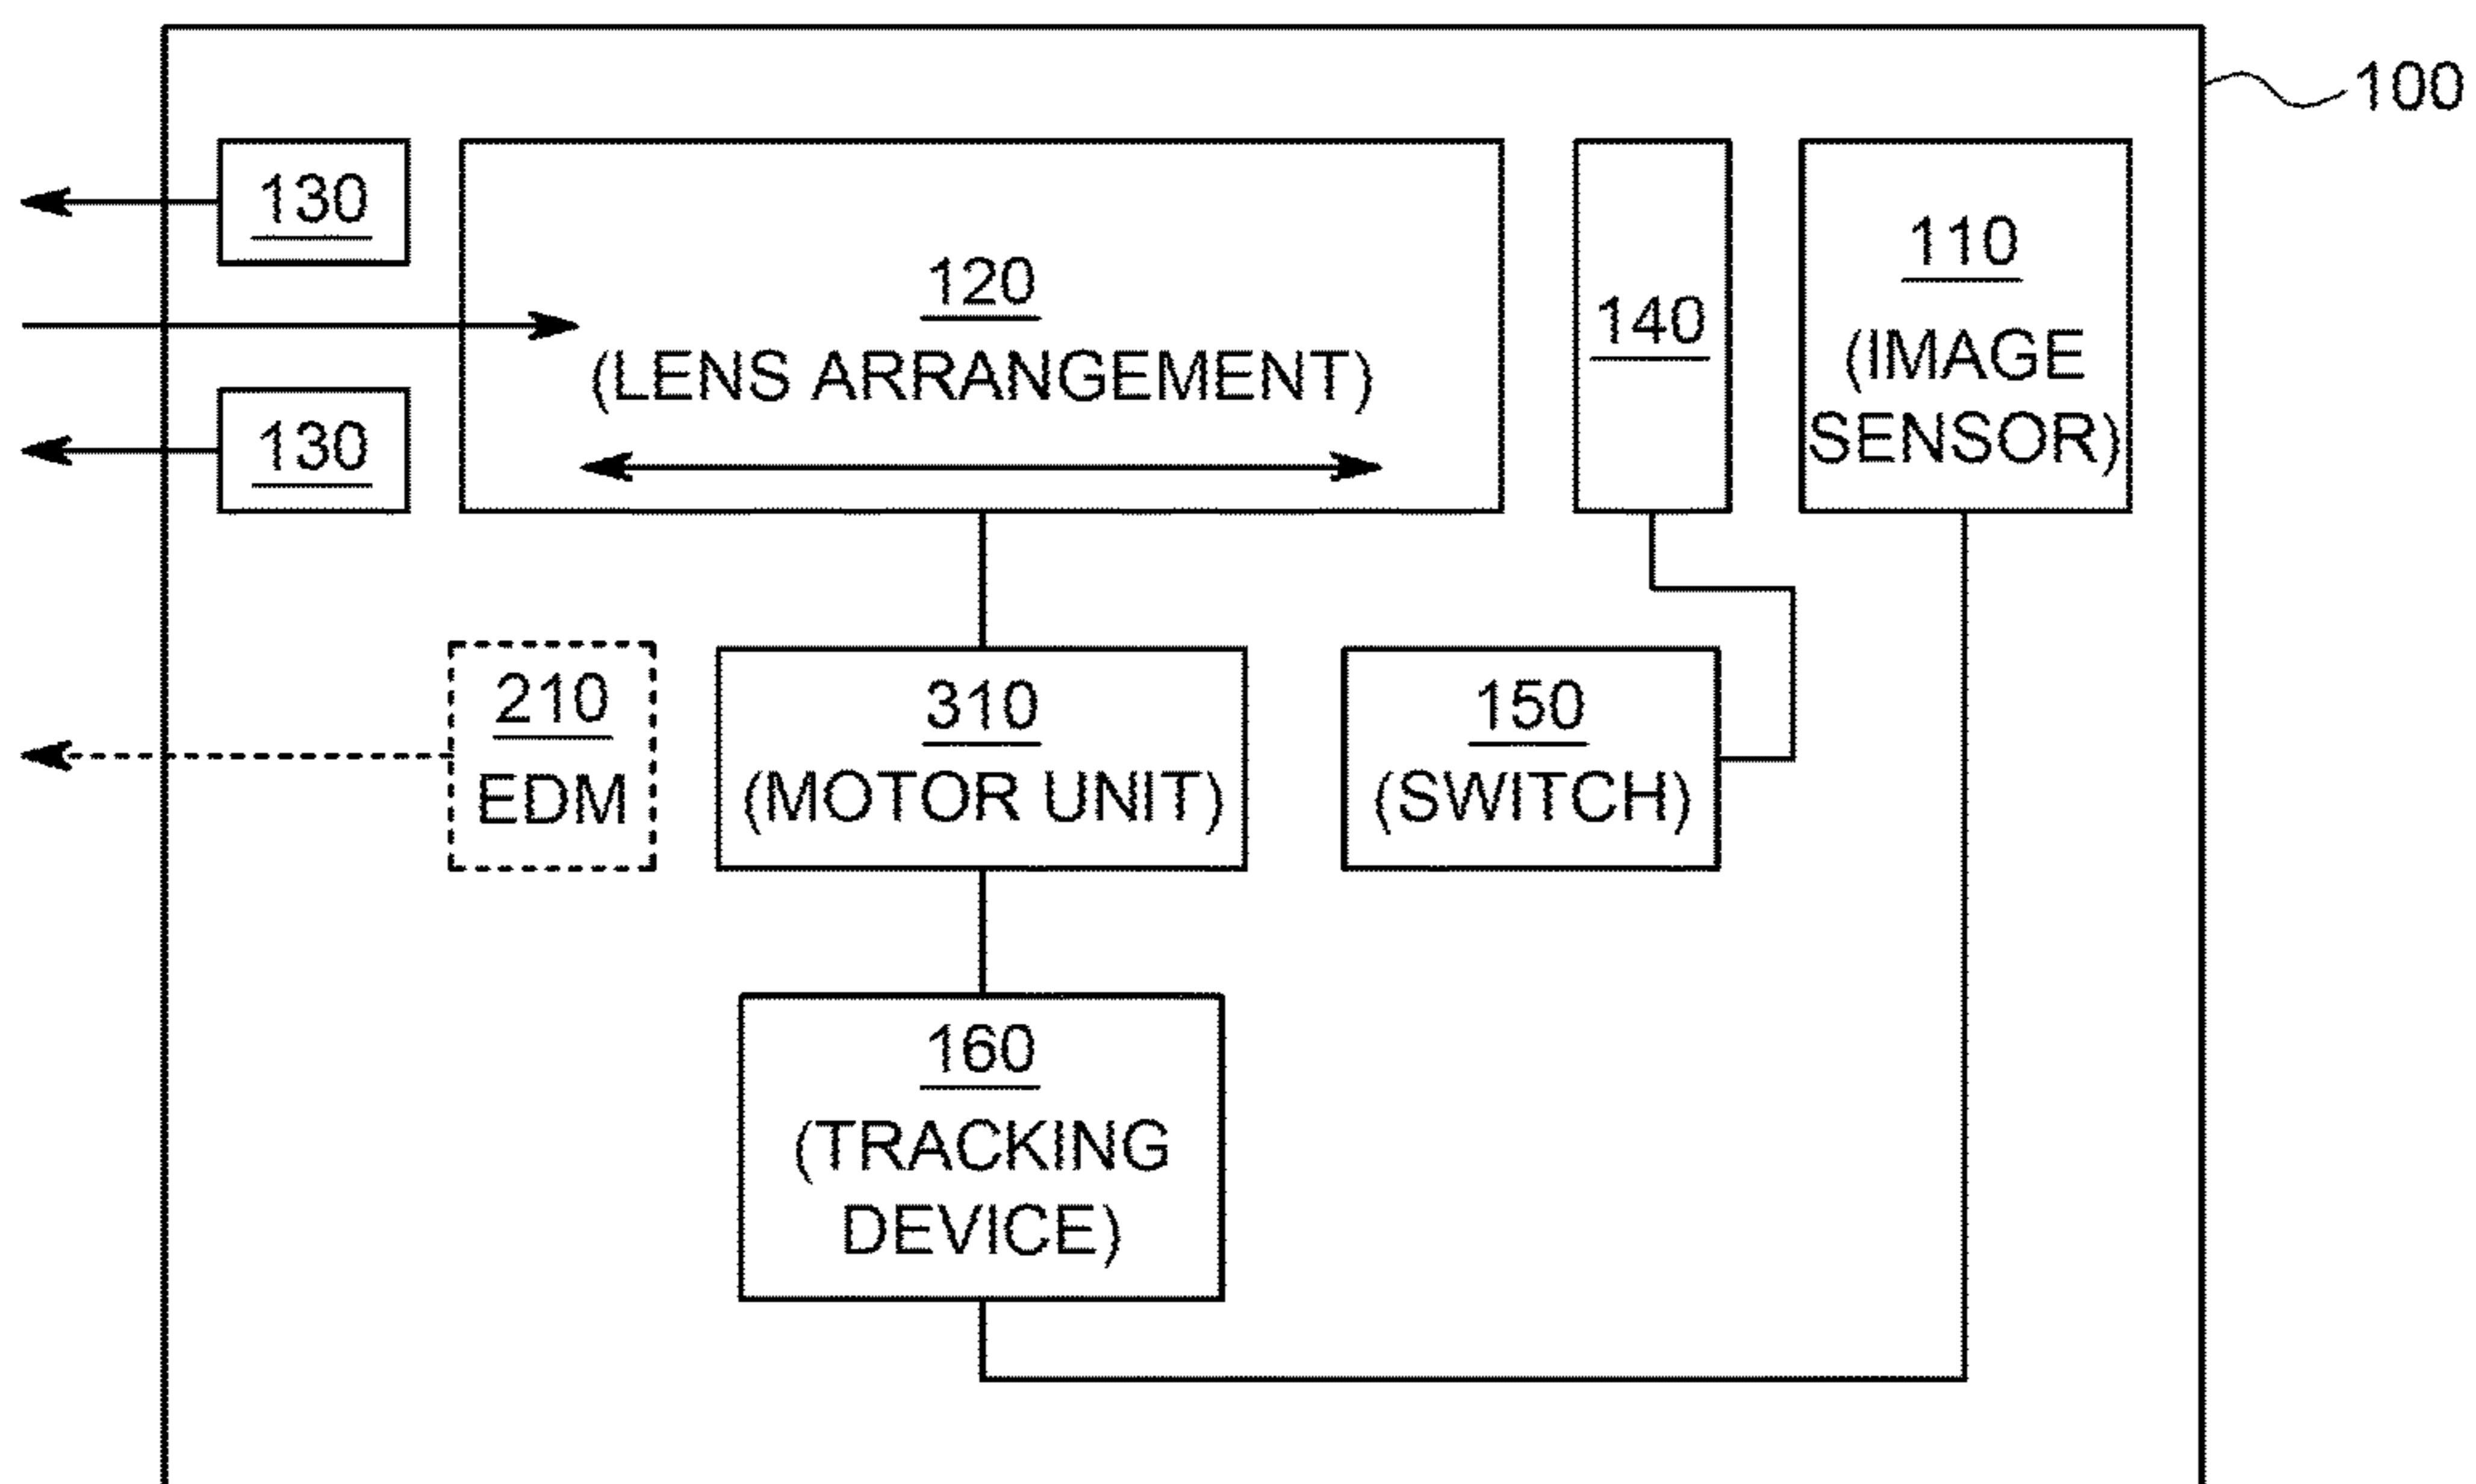 100
130
120
(LENS ARRANGEMENT)
140
110
(IMAGE
SENSOR)
130
210
EDM
310
(MOTOR UNIT)
150
(SWITCH)
160
(TRACKING
DEVICE)